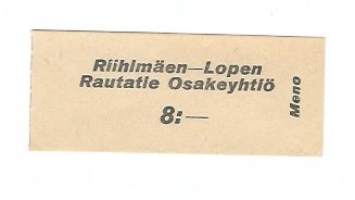 Riihimäen—Lopen
Rautatie Osakeyhtiö
8:—
Meno